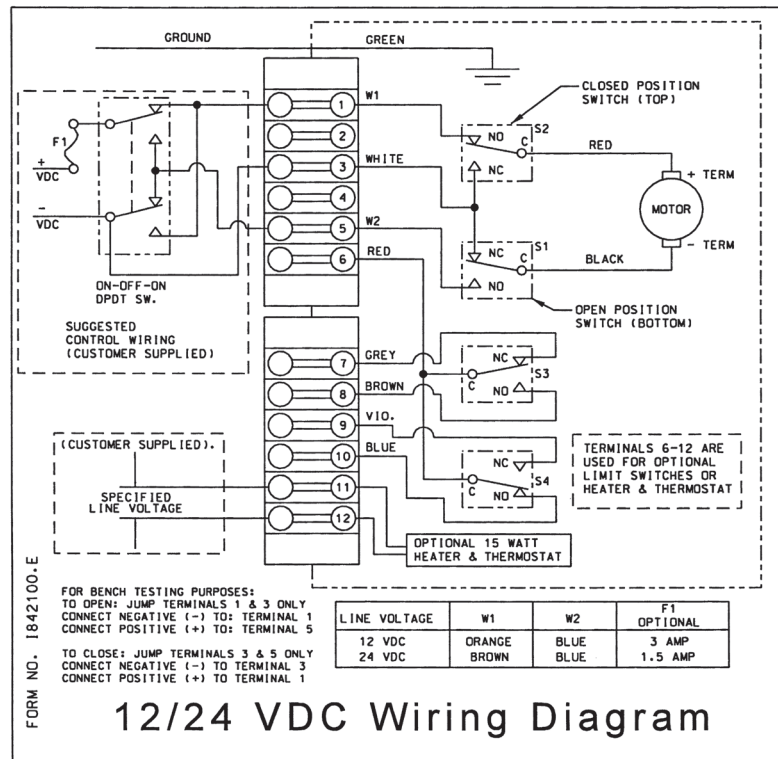 GROUND
GREEN
CLOSED POSITION
SWITCH (TOP)
1
W1
2
3
WHITE
4
5
W2
6
RED
F1
+
VDC
-
VDC
ON-OFF-ON
DPDT SW.
SUGGESTED
CONTROL WIRING
(CUSTOMER SUPPLIED)
NO
S2
C
NC
RED
+ TERM
MOTOR
- TERM
NC
S1
C
NO
BLACK
OPEN POSITION
SWITCH (BOTTOM)
7
GREY
8
BROWN
9
VIO.
10
BLUE
11
12
NC
C
S3
NO
NC
C
S4
NO
(CUSTOMER SUPPLIED).
SPECIFIED
LINE VOLTAGE
TERMINALS 6-12 ARE
USED FOR OPTIONAL
LIMIT SWITCHES OR
HEATER & THERMOSTAT
OPTIONAL 15 WATT
HEATER & THERMOSTAT
FORM NO. I842100.E
FOR BENCH TESTING PURPOSES:
TO OPEN: JUMP TERMINALS 1 & 3 ONLY
CONNECT NEGATIVE (-) TO: TERMINAL 1
CONNECT POSITIVE (+) TO: TERMINAL 5
TO CLOSE: JUMP TERMINALS 3 & 5 ONLY
CONNECT NEGATIVE (-) TO TERMINAL 3
CONNECT POSITIVE (+) TO TERMINAL 1
LINE VOLTAGE W1 W2 F1 OPTIONAL
12 VDC ORANGE BLUE 3 AMP
24 VDC BROWN BLUE 1.5 AMP
12/24 VDC Wiring Diagram